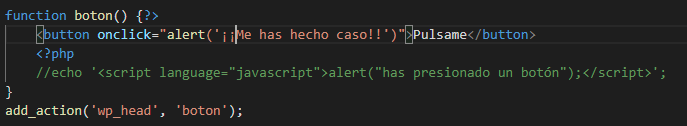 function boton() {?>
<button onclick="alert('¡¡Me has hecho caso!!')">Pulsame</button>
<?php
//echo '<script language="javascript">alert("has presionado un botón");</script>';
}
add_action('wp_head', 'boton');